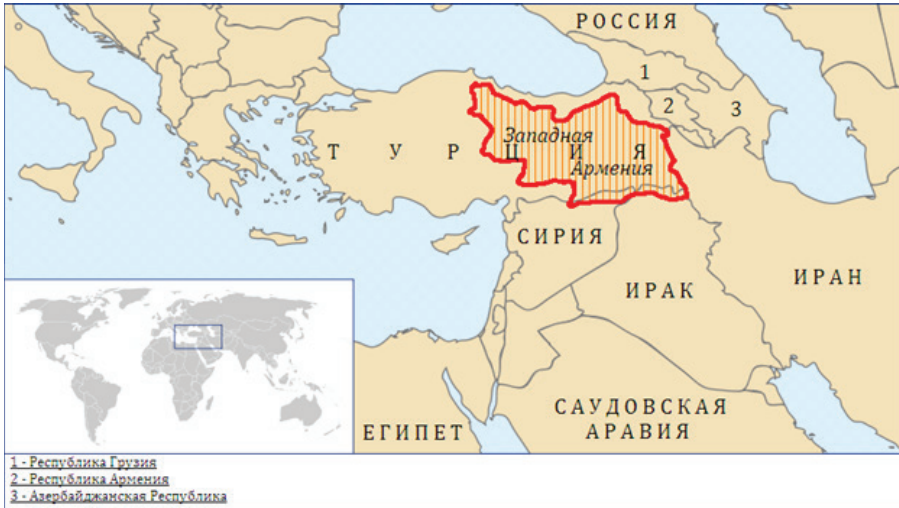 РОССИЯ
1
2
3
Западная
ТУРЦИЯ
Армения
СИРИЯ
ИРАК
ИРАН
САУДОВСКАЯ
АРАВИЯ
ЕГИПЕТ
1 - Республика Грузия
2 - Республика Армения
3 - Азербайджанская Республика